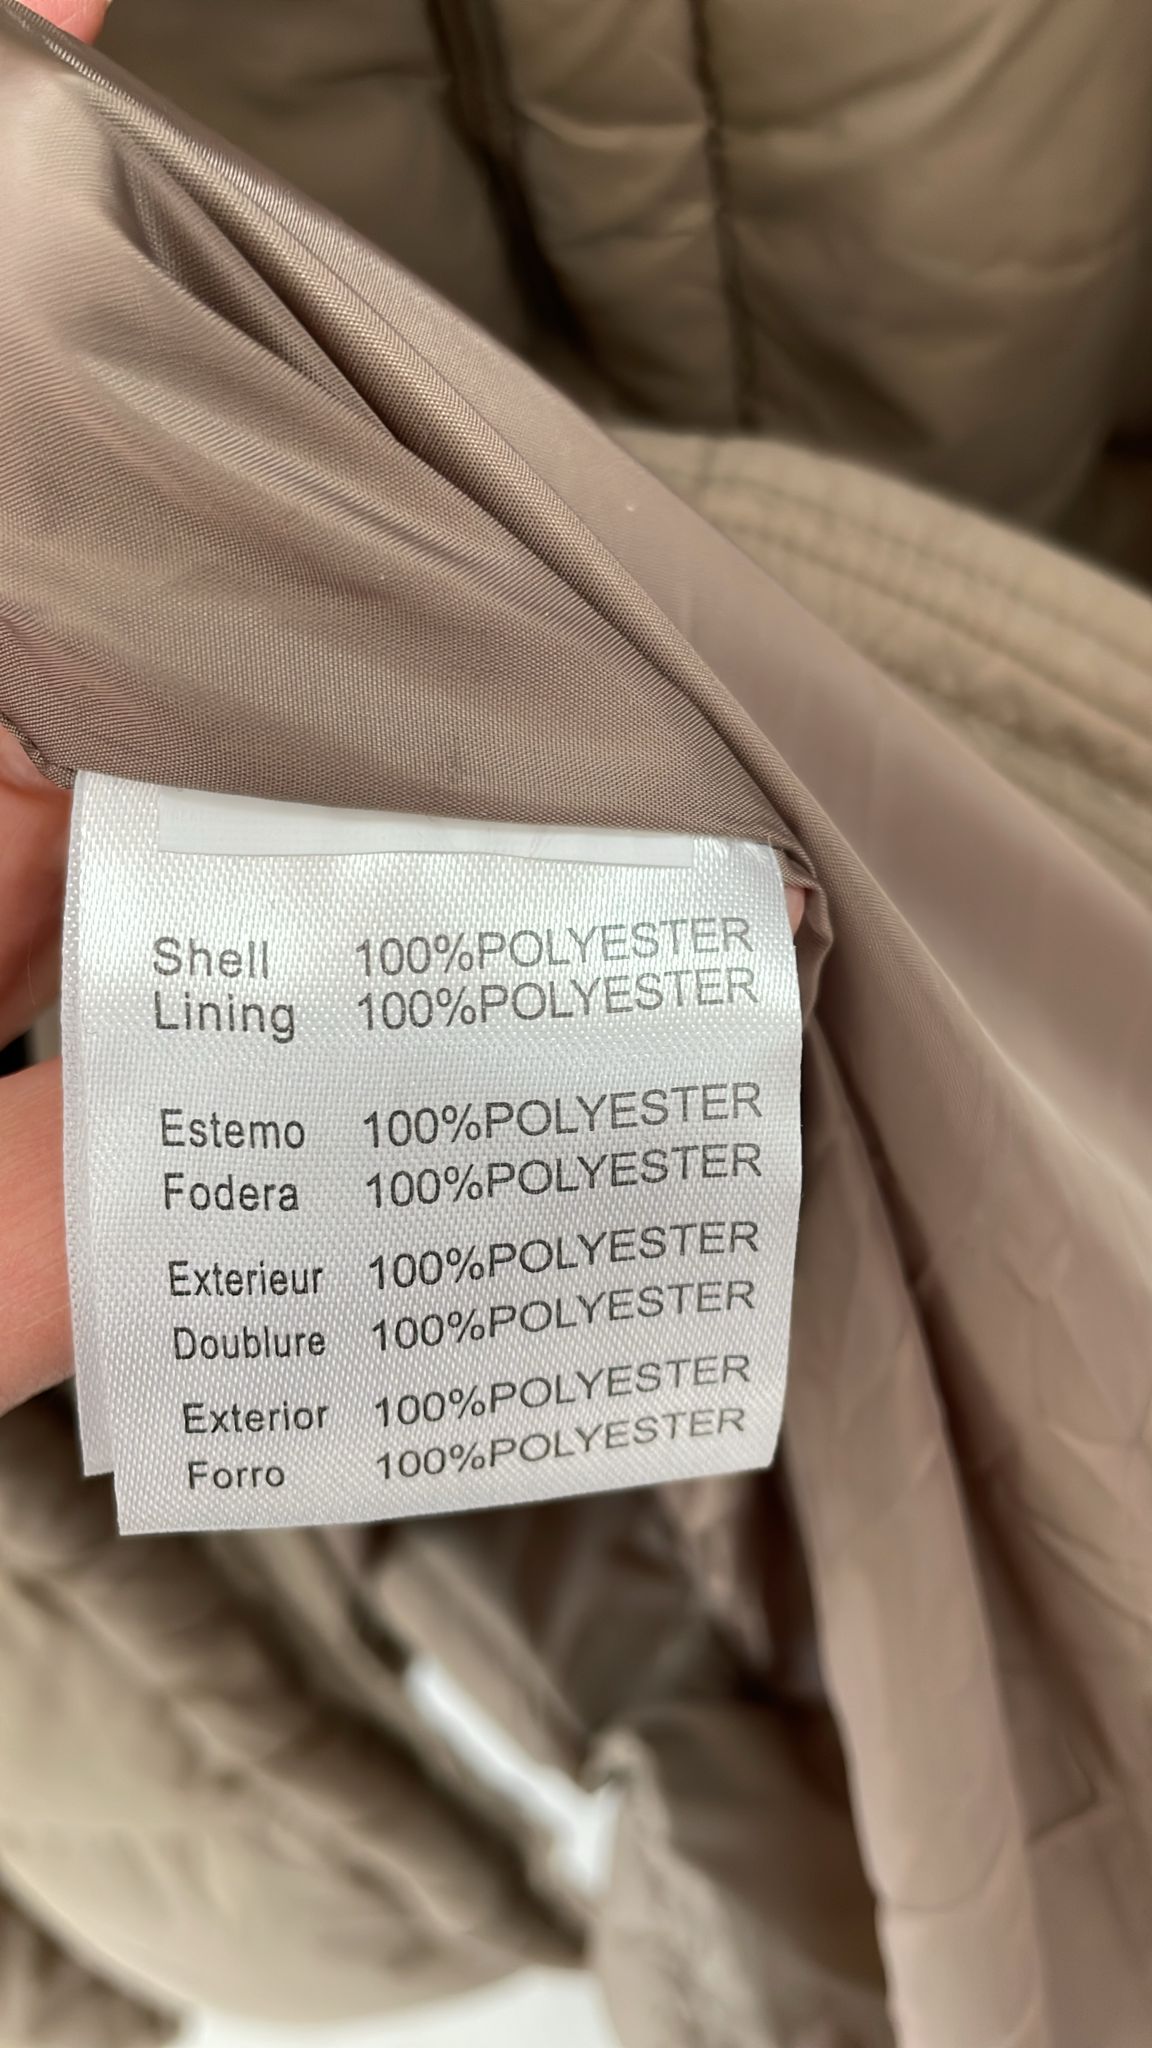 Shell 100%POLYESTER
Lining 100%POLYESTER
Estemo 100%POLYESTER
Fodera 100%POLYESTER
Exterieur 100%POLYESTER
Doublure 100%POLYESTER
Exterior 100%POLYESTER
Forro 100%POLYESTER